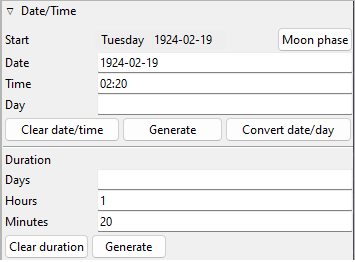 Date/Time
Start Tuesday 1924-02-19 Moon phase
Date 1924-02-19
Time 02:20
Day
Clear date/time Generate Convert date/day
Duration
Days
Hours 1
Minutes 20
Clear duration Generate